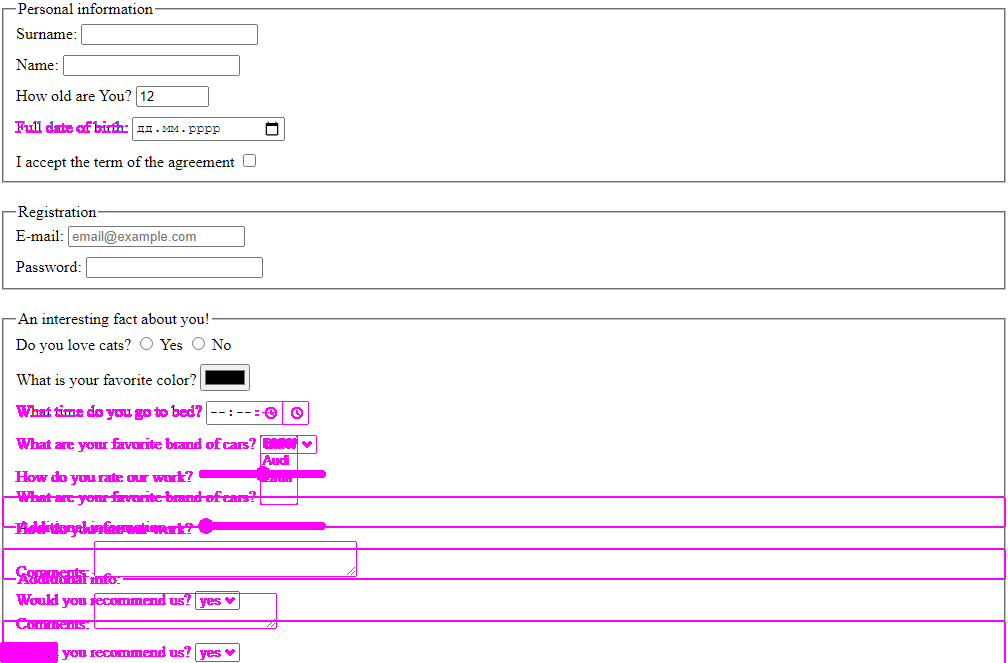 Personal information
Surname:
Name:
How old are You? 12
Full date of birth: дд.мм.рррр
I accept the term of the agreement
Registration
E-mail: email@example.com
Password:
An interesting fact about you!
Do you love cats? Yes No
What is your favorite color?
What time do you go to bed? --:--
What are your favorite brand of cars?
Audi
How do you rate our work?
What are your favorite brand of cars?
How do you rate our work?
Additional information
Comments:
Additional info:
Would you recommend us? yes
Comments:
you recommend us? yes